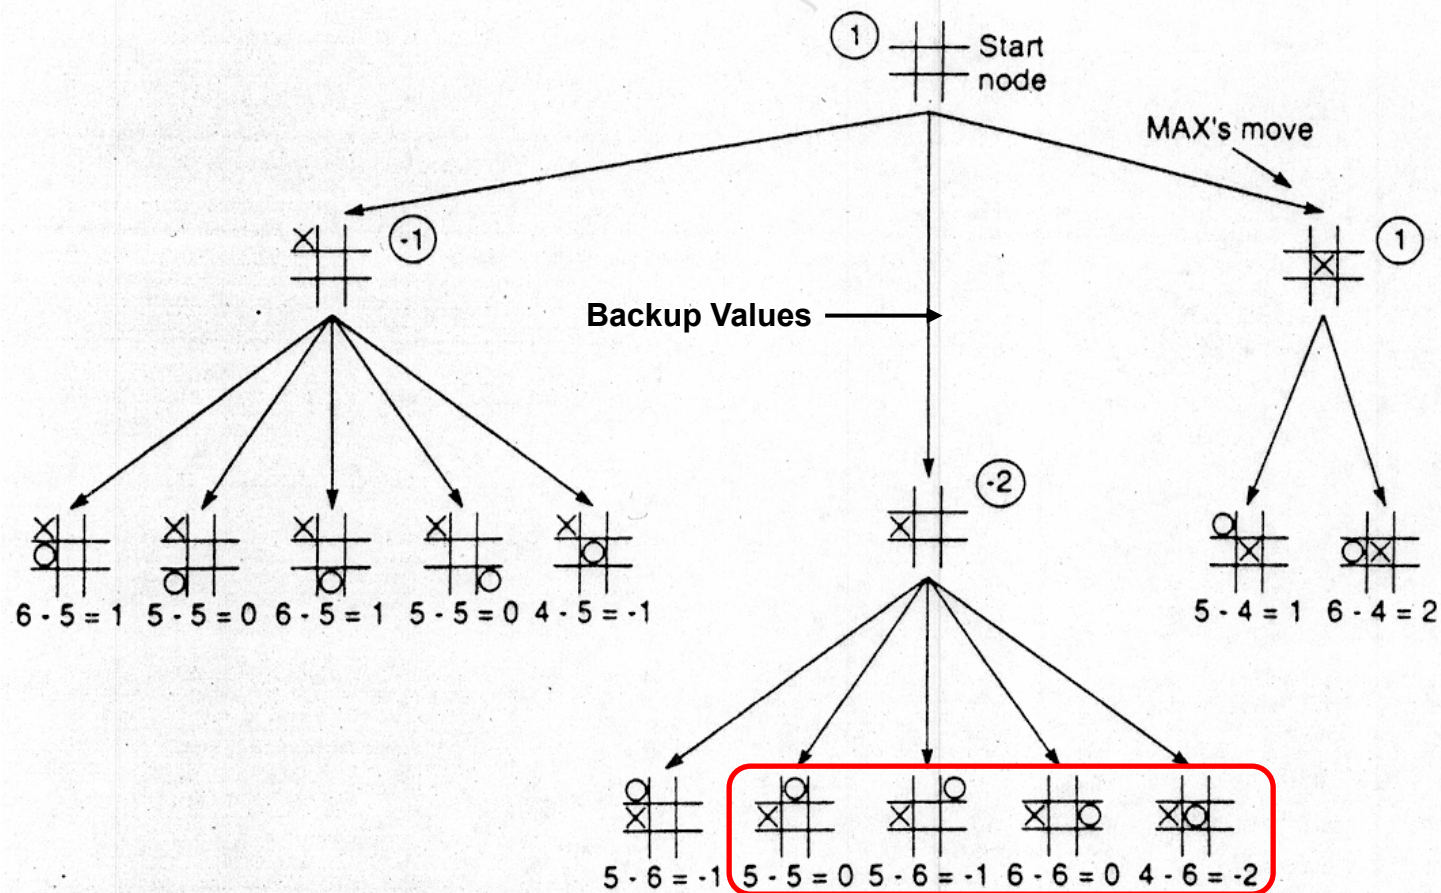 1
Start
node
MAX's move
X
-1
X
1
Backup Values
X
-2
X O
X O
X O
X O
X O
6 - 5 = 1 5 - 5 = 0 6 - 5 = 1 5 - 5 = 0 4 - 5 = -1
O X
O X
5 - 4 = 1 6 - 4 = 2
O X
O X
O X
X O
X O
5 - 6 = -1 5 - 5 = 0 5 - 6 = -1 6 - 6 = 0 4 - 6 = -2